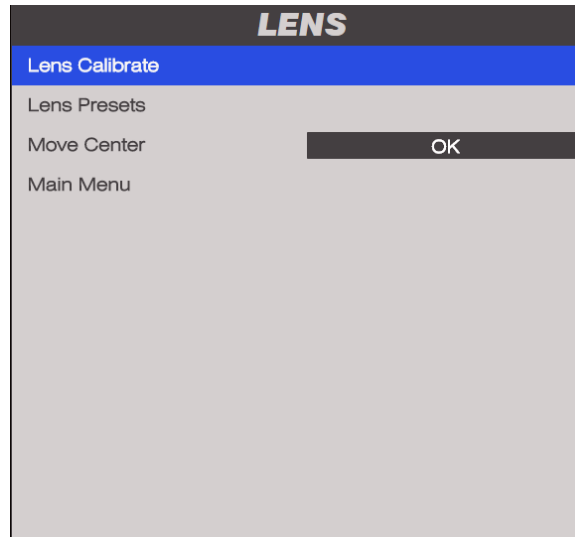 LENS
Lens Calibrate
Lens Presets
Move Center OK
Main Menu